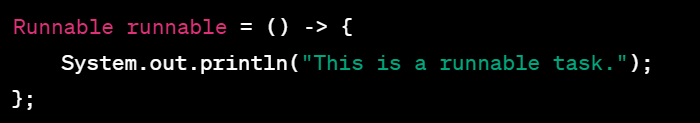 Runnable runnable = () -> {
    System.out.println("This is a runnable task.");
};